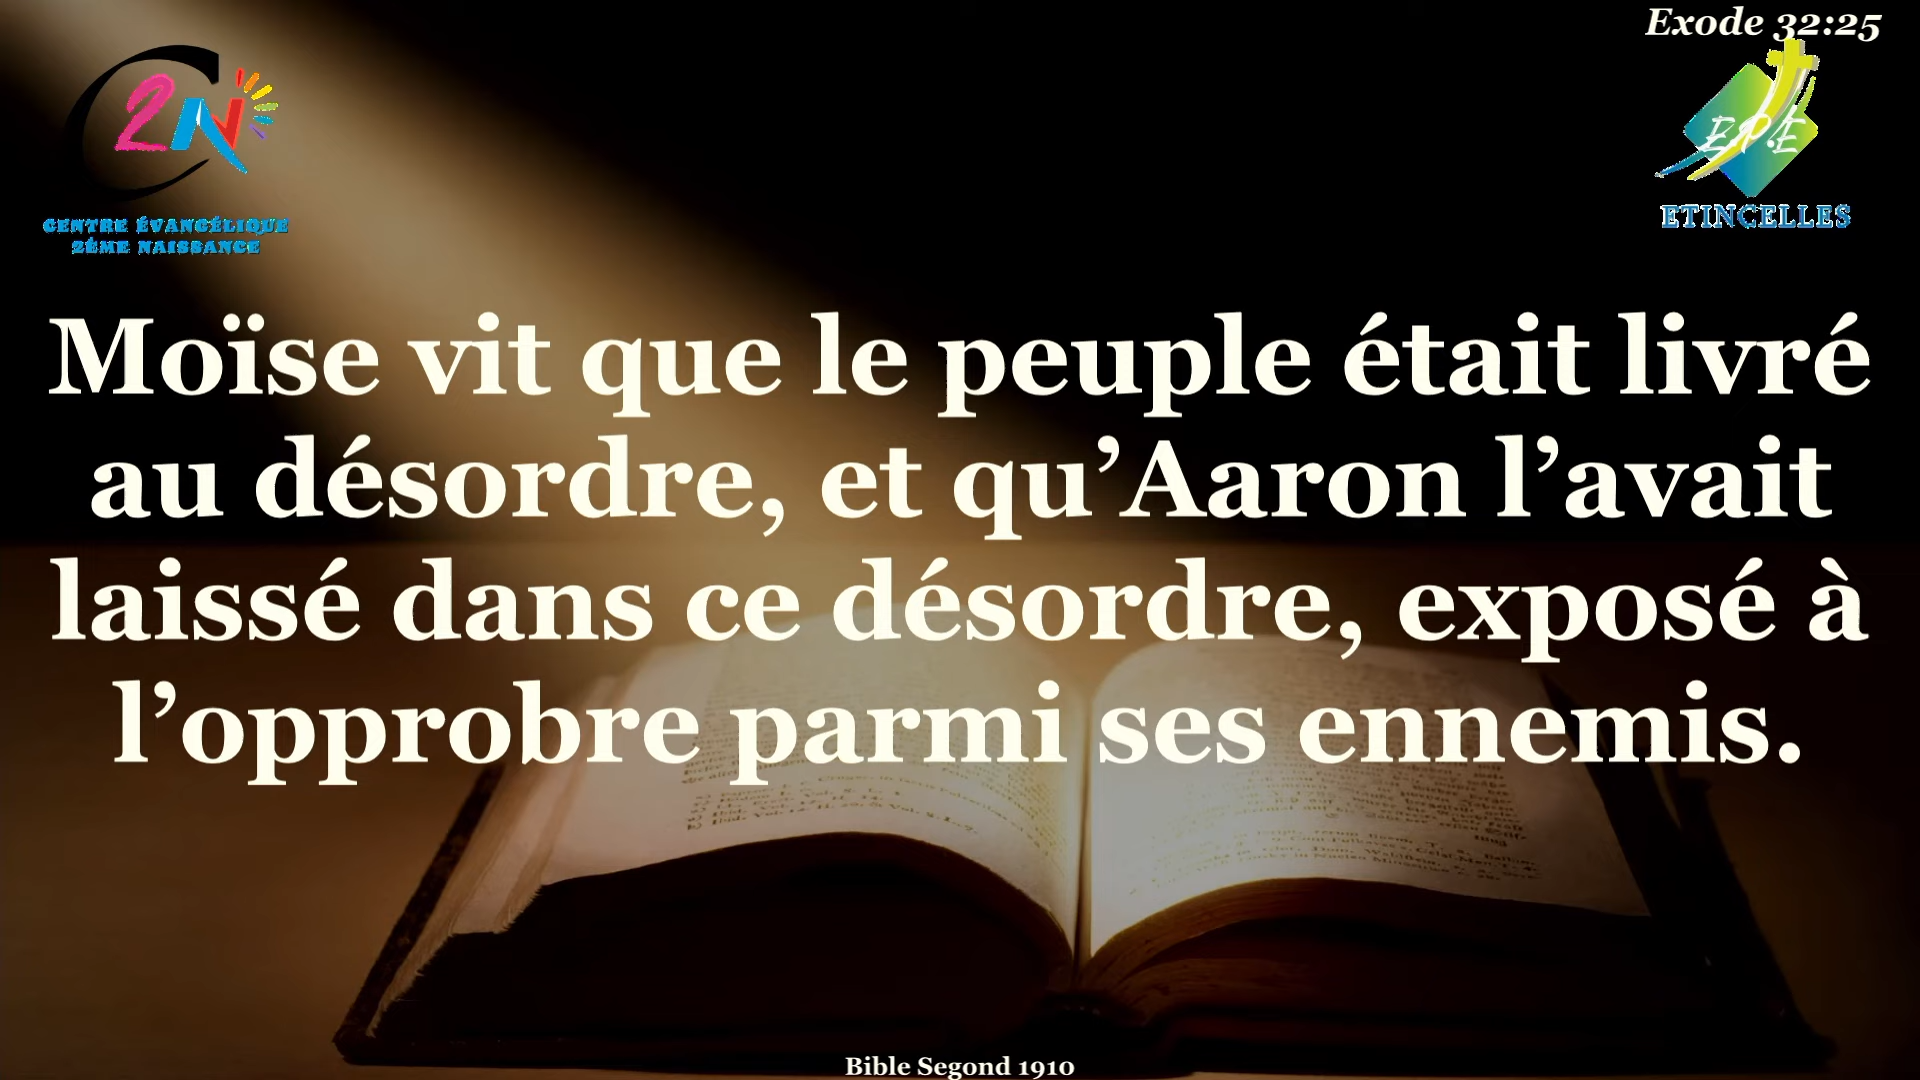 Exode 32:25
C2N
CENTRE ÉVANGÉLIQUE
2ÈME NAISSANCE
E.P.E
ETINCELLES
Moïse vit que le peuple était livré
au désordre, et qu’Aaron l’avait
laissé dans ce désordre, exposé à
l’opprobre parmi ses ennemis.
Bible Segond 1910